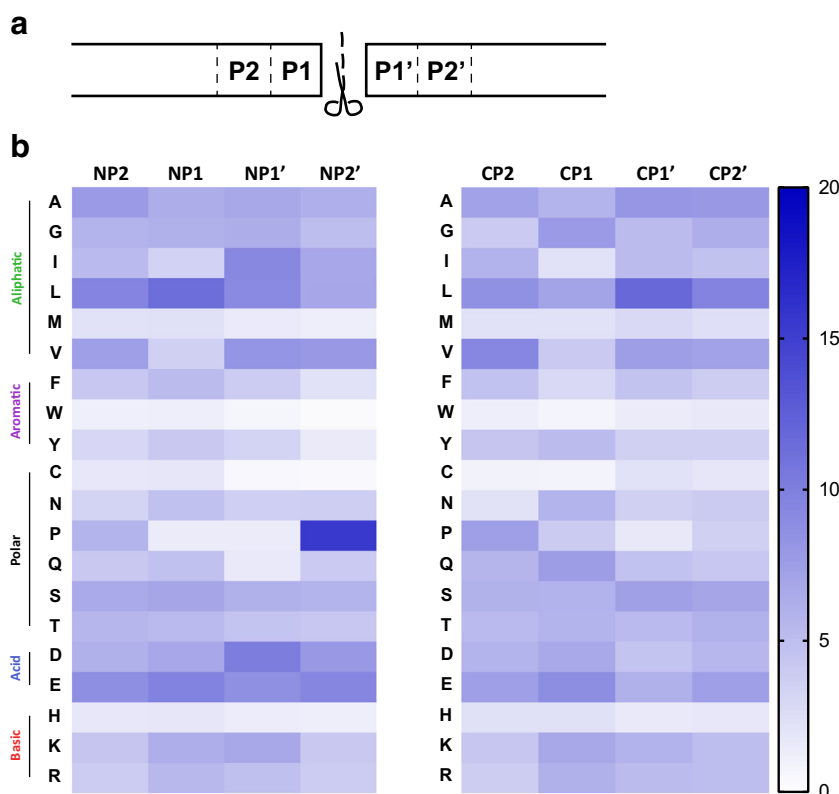 a
P2 P1 P1’ P2’
b
NP2 NP1 NP1’ NP2’ CP2 CP1 CP1’ CP2’ 20
Aliphatic
A A
G G
I I
L L
M M
V V 15
Aromatic
F F
W W
Y Y
Polar
C C
N N 10
P P
Q Q
S S
T T
Acid
D D 5
E E
Basic
H H
K K
R R 0